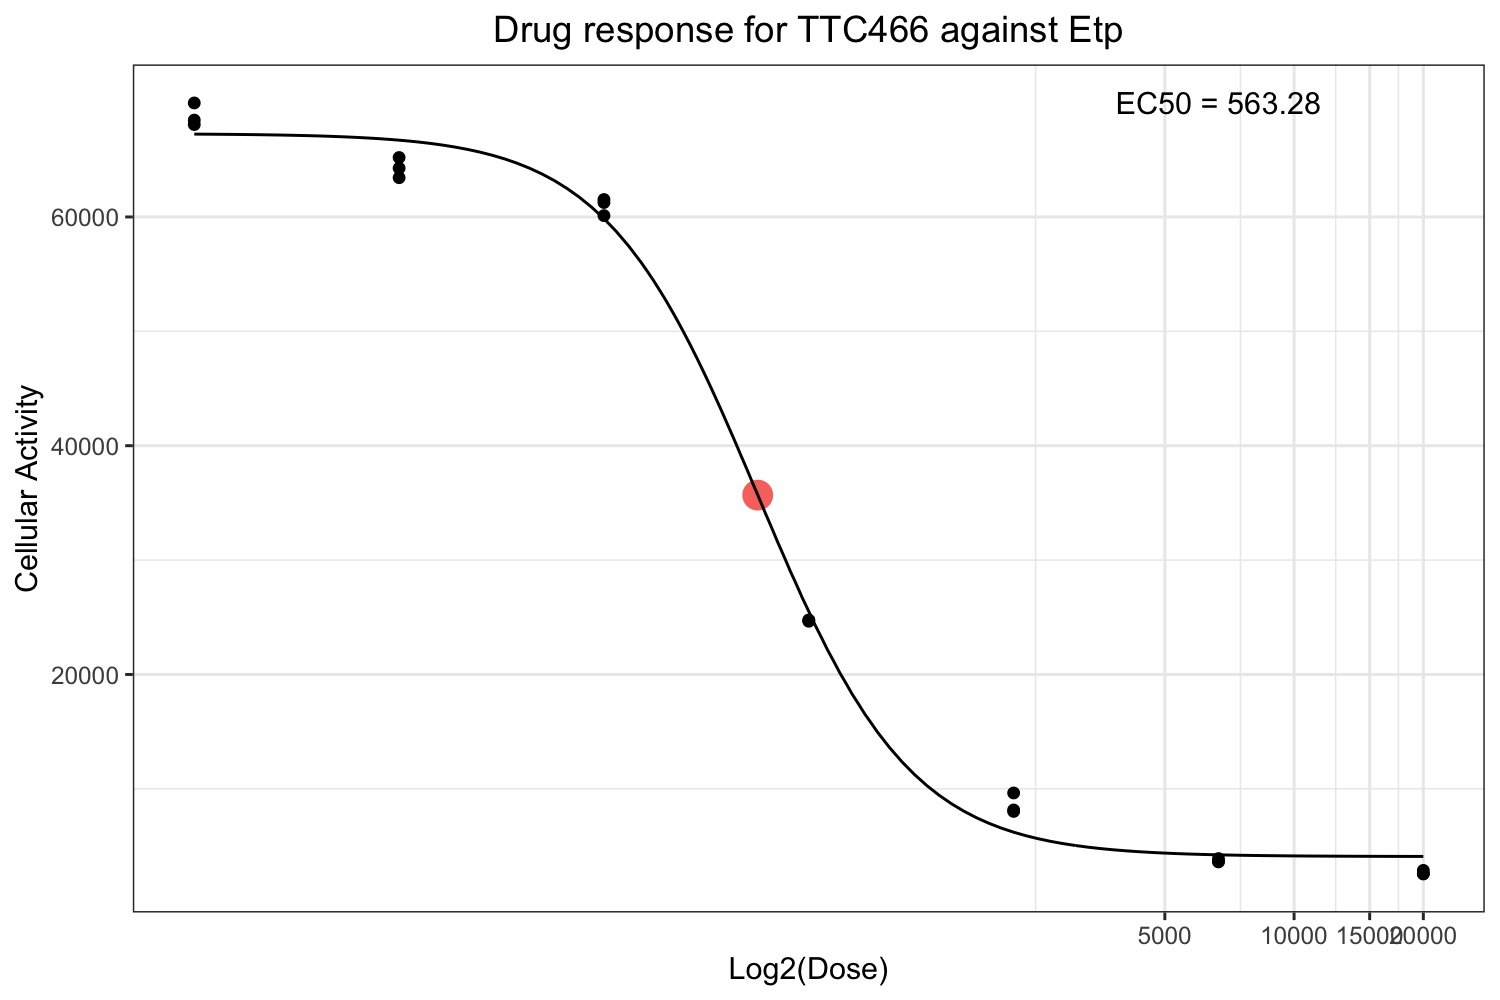 Drug response for TTC466 against Etp
EC50 = 563.28
60000
40000
20000
Cellular Activity
5000
10000
15000
20000
Log2(Dose)